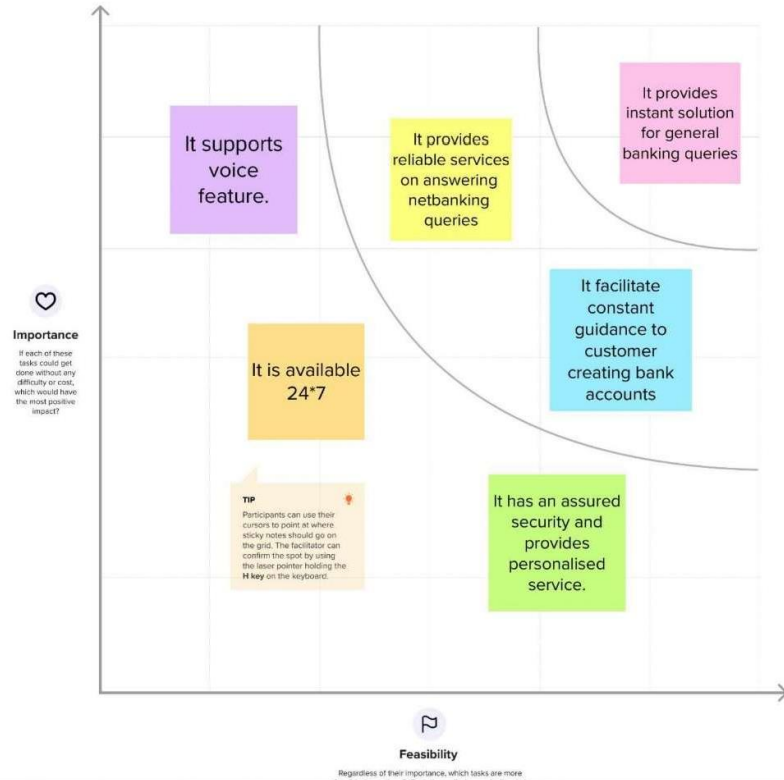 It supports
voice
feature.
It provides
reliable services
on answering
netbanking
queries
It provides
instant solution
for general
banking queries
It facilitate
constant
guidance to
customer
creating bank
accounts
Importance
If each of these
tasks could get
done without any
difficulty or cost,
which would have
the most positive
impact?
It is available
24*7
TIP
Participants can use their
cursors to point at where
sticky notes should go on
the grid. The facilitator can
confirm the spot by using
the laser pointer holding the
H key on the keyboard.
It has an assured
security and
provides
personalised
service.
Feasibility
Regardless of their importance, which tasks are more